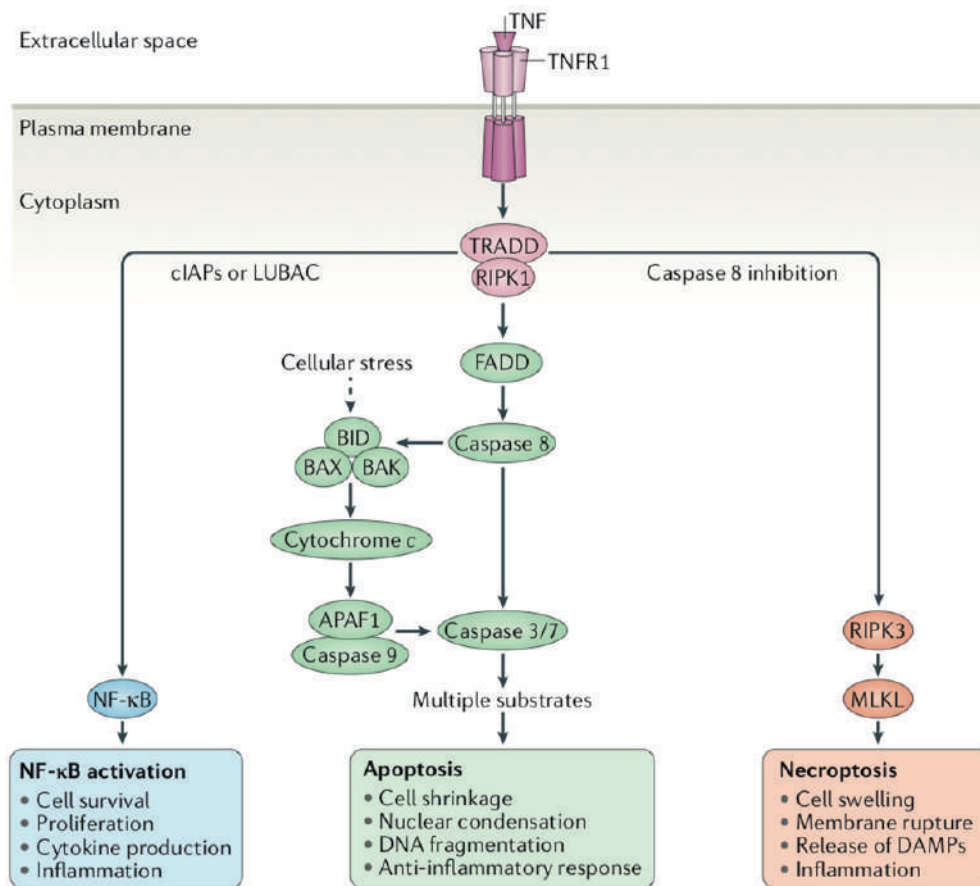 TNF
Extracellular space
TNFR1
Plasma membrane
Cytoplasm
TRADD
cIAPs or LUBAC
RIPK1
Caspase 8 inhibition
Cellular stress
FADD
BID
Caspase 8
BAX
BAK
Cytochrome c
APAF1
Caspase 9
Caspase 3/7
RIPK3
NF-κB
Multiple substrates
MLKL
NF-κB activation
• Cell survival
• Proliferation
• Cytokine production
• Inflammation
Apoptosis
• Cell shrinkage
• Nuclear condensation
• DNA fragmentation
• Anti-inflammatory response
Necroptosis
• Cell swelling
• Membrane rupture
• Release of DAMPs
• Inflammation